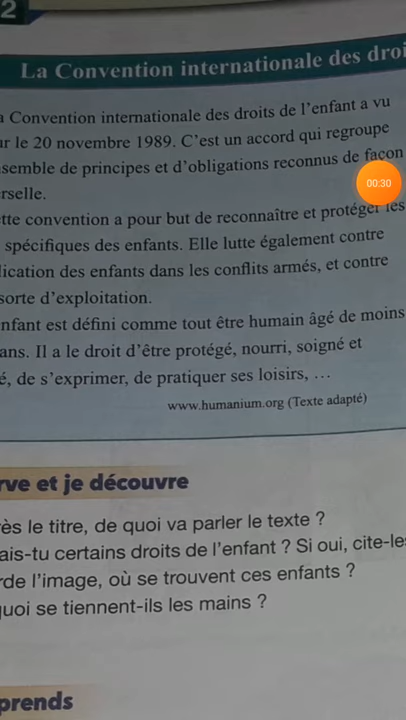 2
La Convention internationale des droi
a Convention internationale des droits de l'enfant a vu
ur le 20 novembre 1989. C'est un accord qui regroupe
semble de principes et d'obligations reconnus de façon
rselle.
00:30
tte convention a pour but de reconnaître et protéger les
spécifiques des enfants. Elle lutte également contre
lication des enfants dans les conflits armés, et contre
sorte d'exploitation.
nfant est défini comme tout être humain âgé de moins
ans. Il a le droit d'être protégé, nourri, soigné et
é, de s'exprimer, de pratiquer ses loisirs, …
www.humanium.org (Texte adapté)
rve et je découvre
ès le titre, de quoi va parler le texte ?
ais-tu certains droits de l'enfant ? Si oui, cite-le
rde l'image, où se trouvent ces enfants ?
quoi se tiennent-ils les mains ?
prends